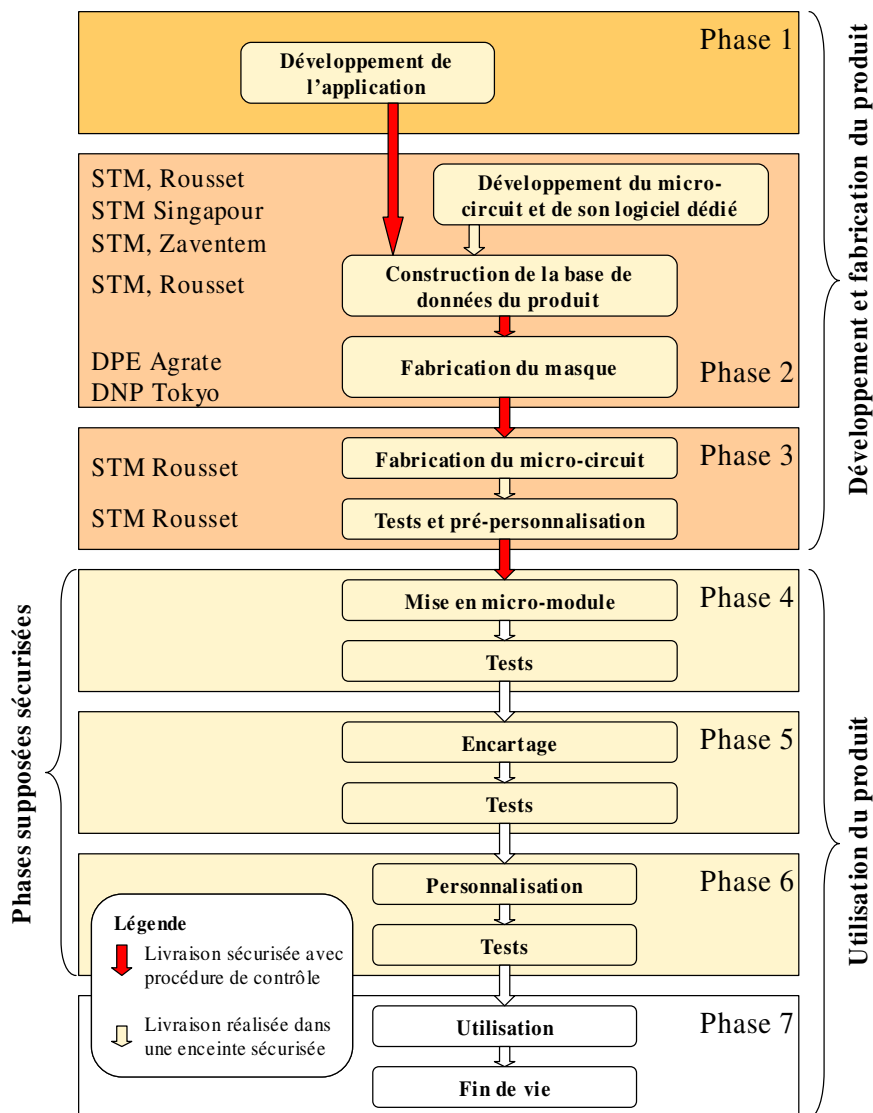 Phase 1
Développement de
l'application
STM, Rousset
STM Singapour
STM, Zaventem
Développement du micro-
circuit et de son logiciel dédié
STM, Rousset
Construction de la base de
données du produit
DPE Agrate
DNP Tokyo
Fabrication du masque
Phase 2
Développement et fabrication du produit
Phase 3
STM Rousset
Fabrication du micro-circuit
STM Rousset
Tests et pré-personnalisation
Phases supposées sécurisées
Phase 4
Mise en micro-module
Tests
Phase 5
Encartage
Tests
Phase 6
Personnalisation
Tests
Utilisation du produit
Légende
Livraison sécurisée avec
procédure de contrôle
Livraison réalisée dans
une enceinte sécurisée
Phase 7
Utilisation
Fin de vie